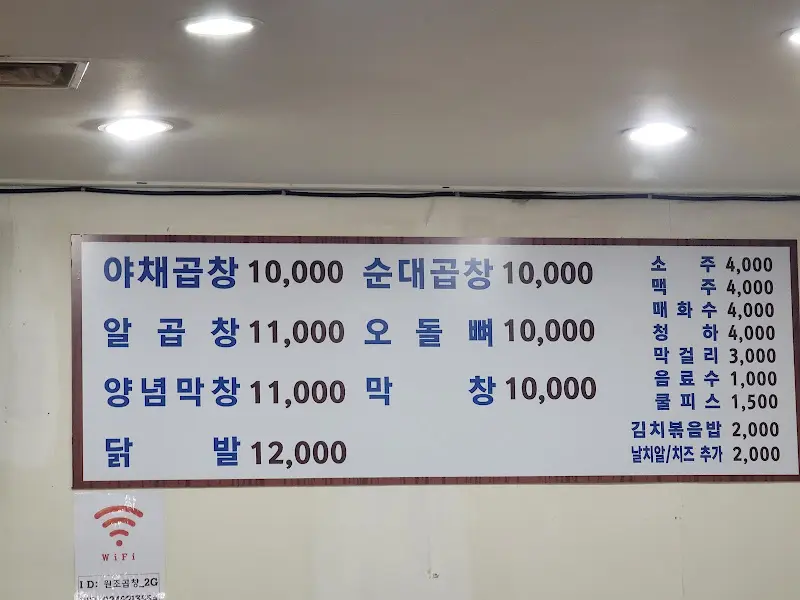 야채곱창 10,000 순대곱창 10,000
알곱창 11,000 오돌뼈 10,000
양념막창 11,000 막창 10,000
닭발 12,000
소주 4,000
맥주 4,000
매화수 4,000
청하 4,000
막걸리 3,000
음료수 1,000
쿨피스 1,500
김치볶음밥 2,000
날치알/치즈 추가 2,000
WiFi
ID: 원조곱창_2G